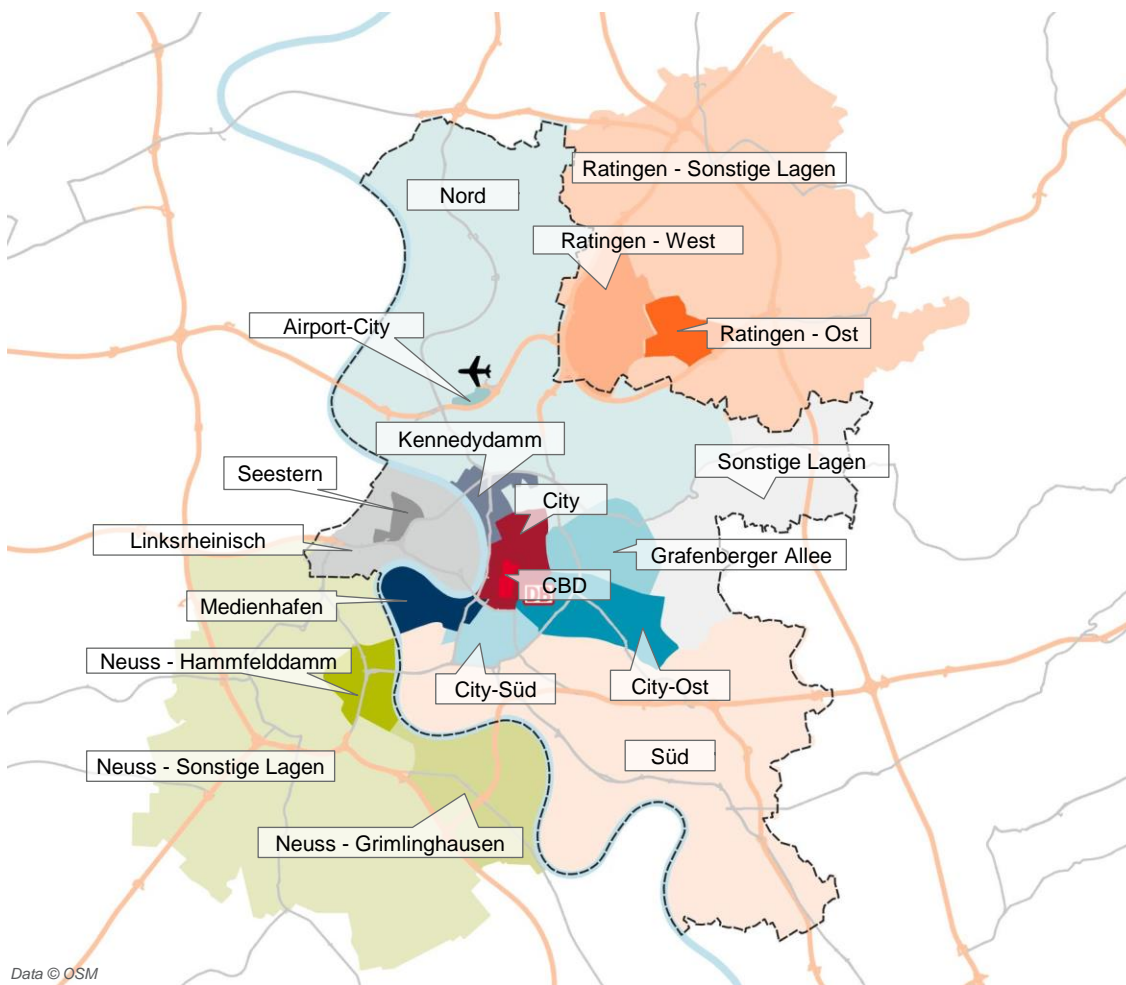 Ratingen - Sonstige Lagen
Nord
Ratingen - West
Airport-City
Ratingen - Ost
Kennedydamm
Sonstige Lagen
Seestern
City
Linksrheinisch
Grafenberger Allee
CBD
DB
Medienhafen
Neuss - Hammfelddamm
City-Süd
City-Ost
Süd
Neuss - Sonstige Lagen
Neuss - Grimlinghausen
Data © OSM